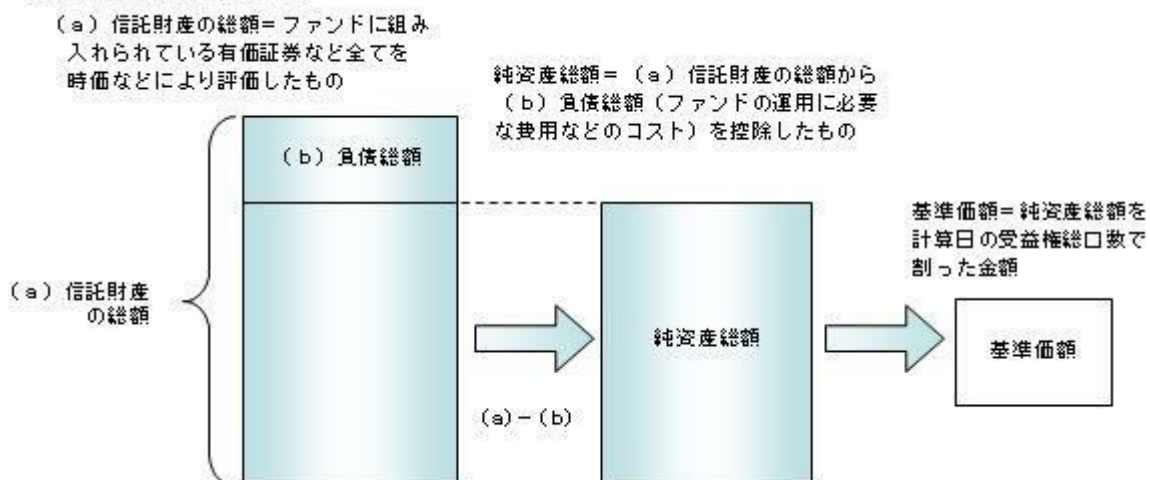 (a)信託財産の総額=ファンドに組み
入れられている有価証券など全てを
時価などにより評価したもの
純資産総額=(a)信託財産の総額から
(b)負債総額(ファンドの運用に必要
な費用などのコスト)を控除したもの
(b)負債総額
基準価額=純資産総額を
計算日の受益権総口数で
割った金額
(a)信託財産
の総額
純資産総額
基準価額
(a)-(b)